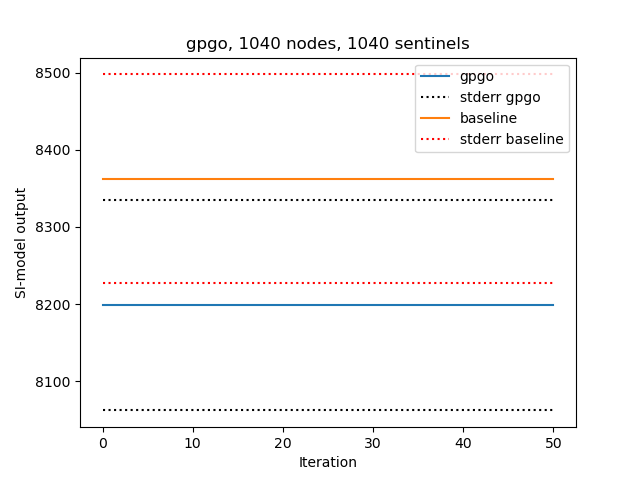 gpgo, 1040 nodes, 1040 sentinels
gpgo
stderr gpgo
baseline
stderr baseline
SI-model output
8500
8400
8300
8200
8100
0 10 20 30 40 50
Iteration